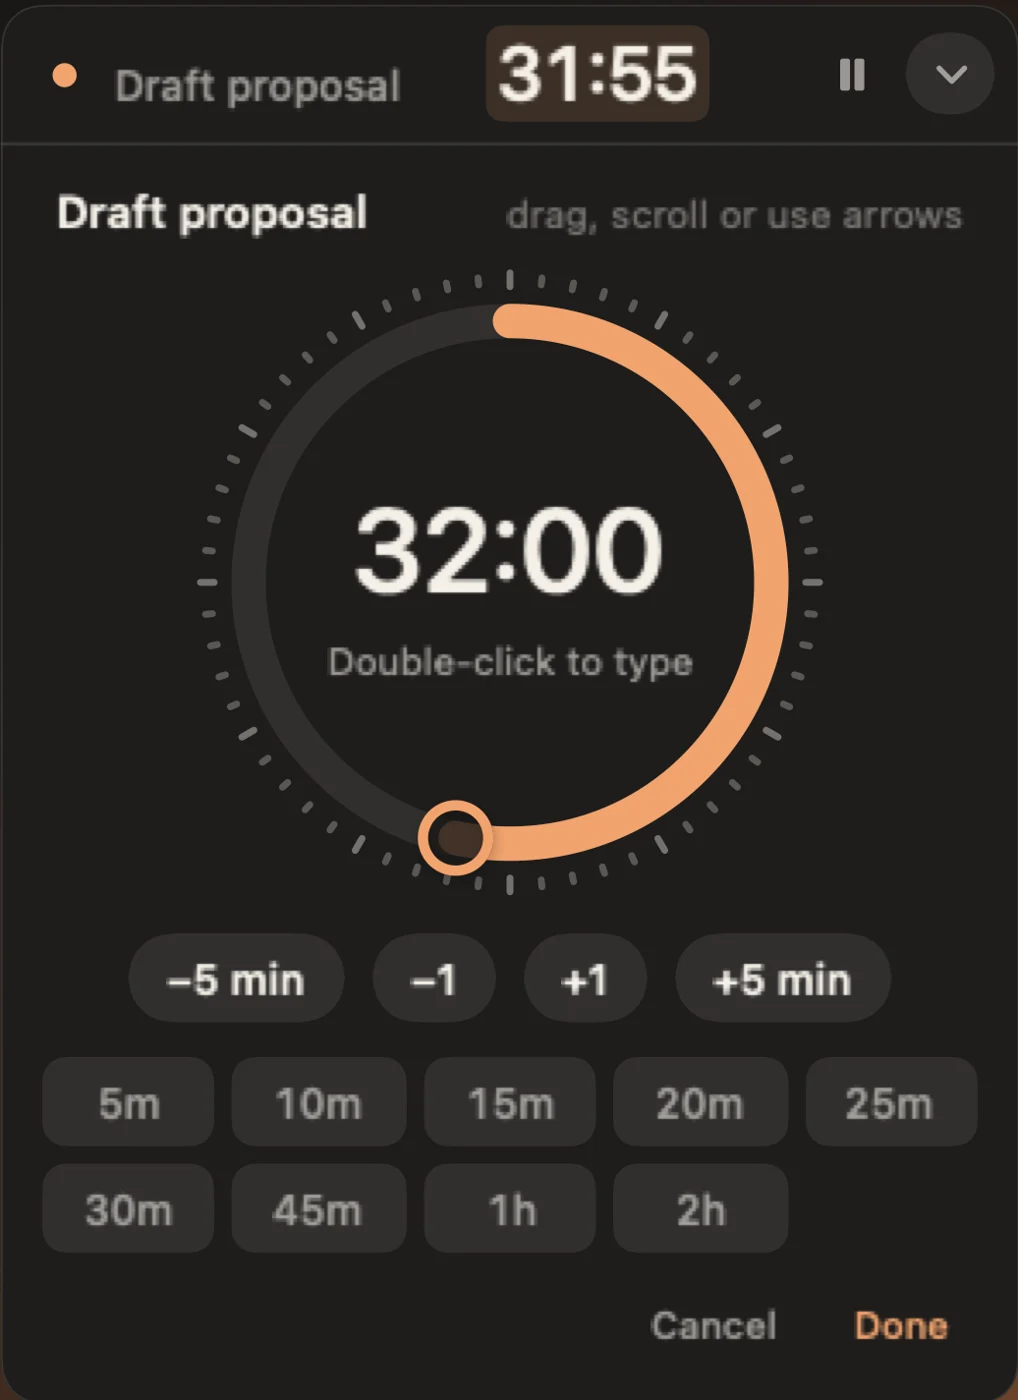 Draft proposal 31:55
Draft proposal drag, scroll or use arrows
32:00
Double-click to type
−5 min −1 +1 +5 min
5m 10m 15m 20m 25m
30m 45m 1h 2h
Cancel Done